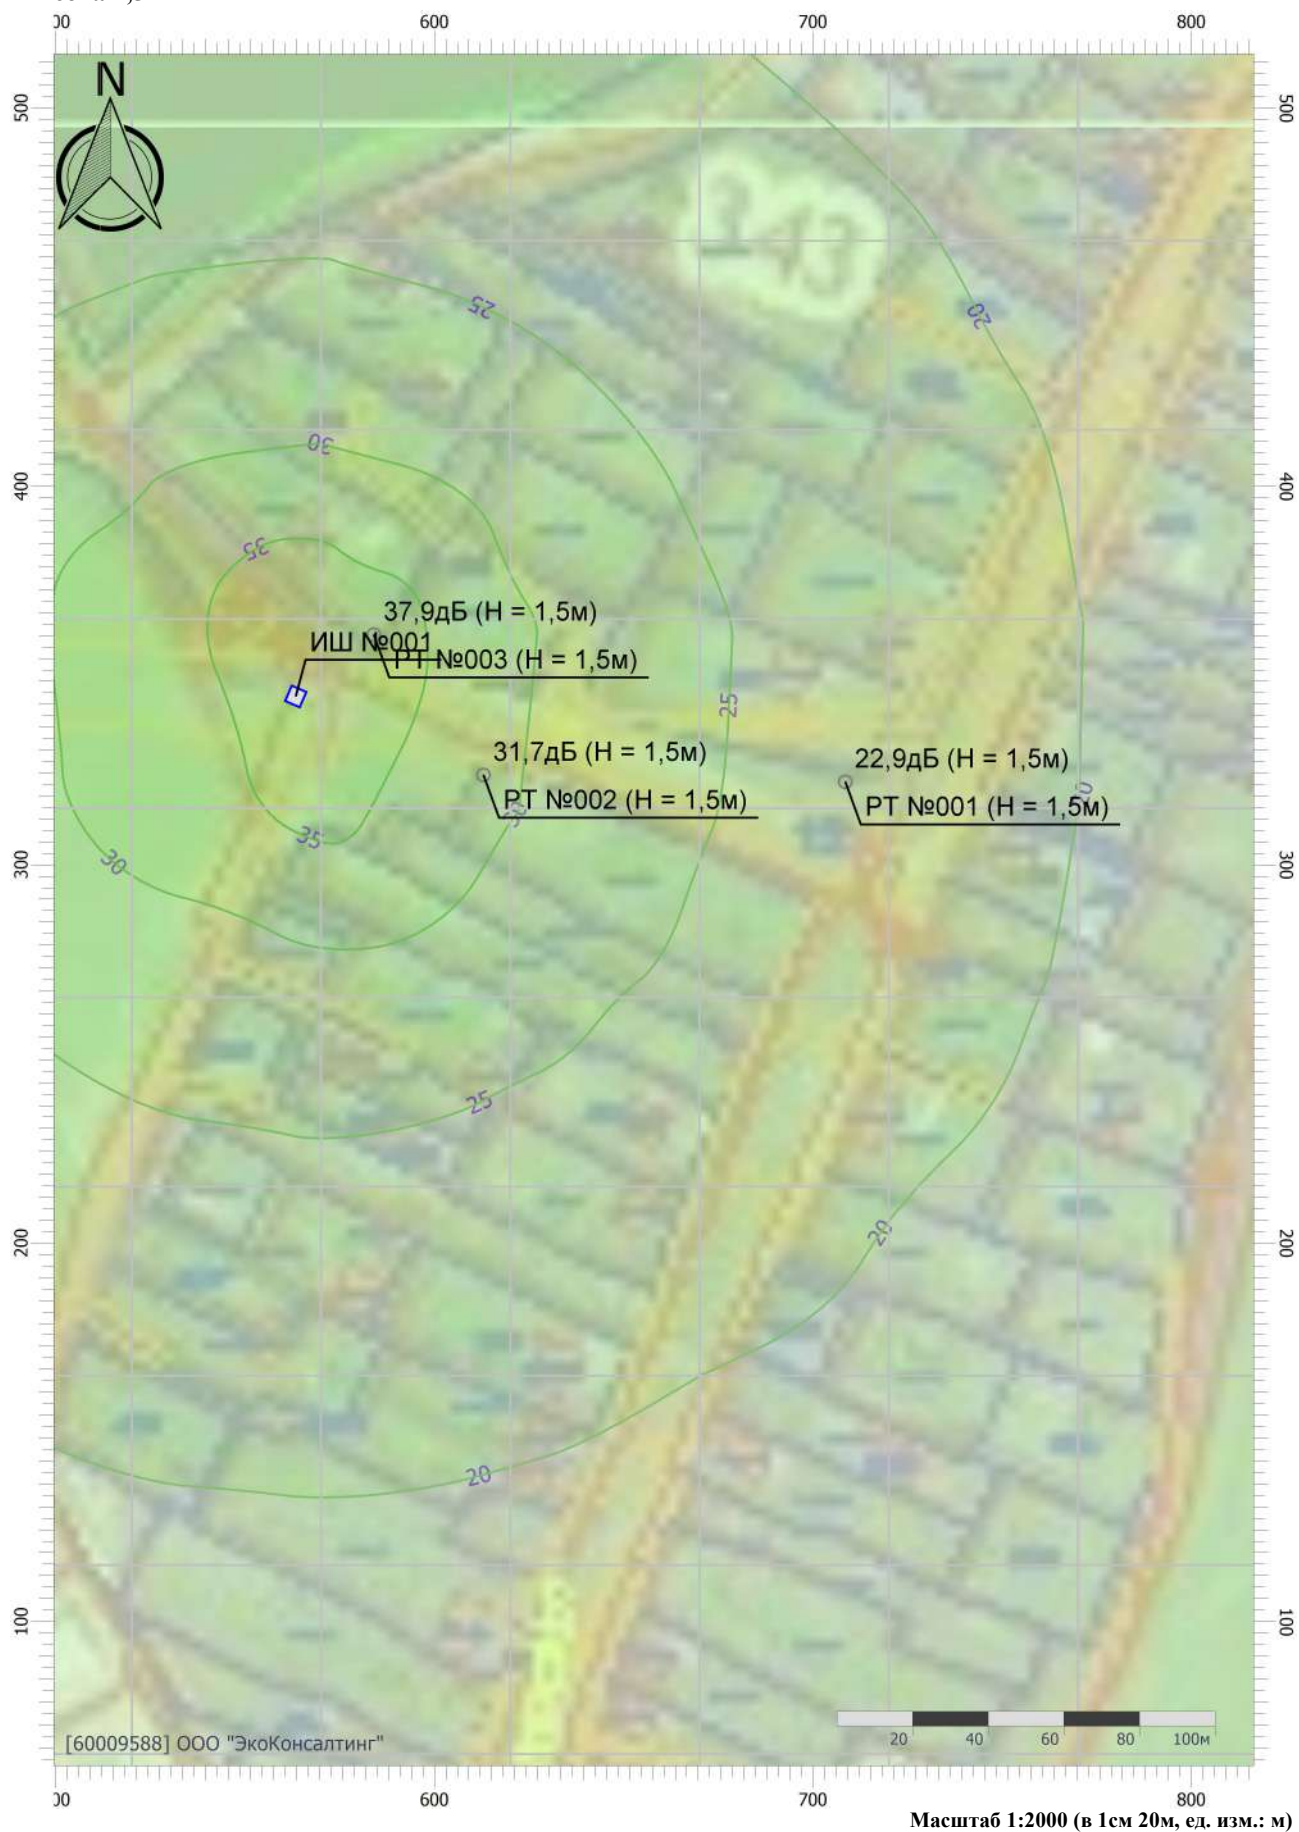 600 700 800
N
500 500
25
20
30
400 400
35
37,9дБ (Н = 1,5м)
ИШ №001
РТ №003 (Н = 1,5м)
25
31,7дБ (Н = 1,5м)
22,9дБ (Н = 1,5м)
РТ №002 (Н = 1,5м)
РТ №001 (Н = 1,5м)
35
30
300 300
25
200 200
20
20
100 100
20 40 60 80 100м
[60009588] ООО "ЭкоКонсалтинг"
600 700 800
Масштаб 1:2000 (в 1см 20м, ед. изм.: м)